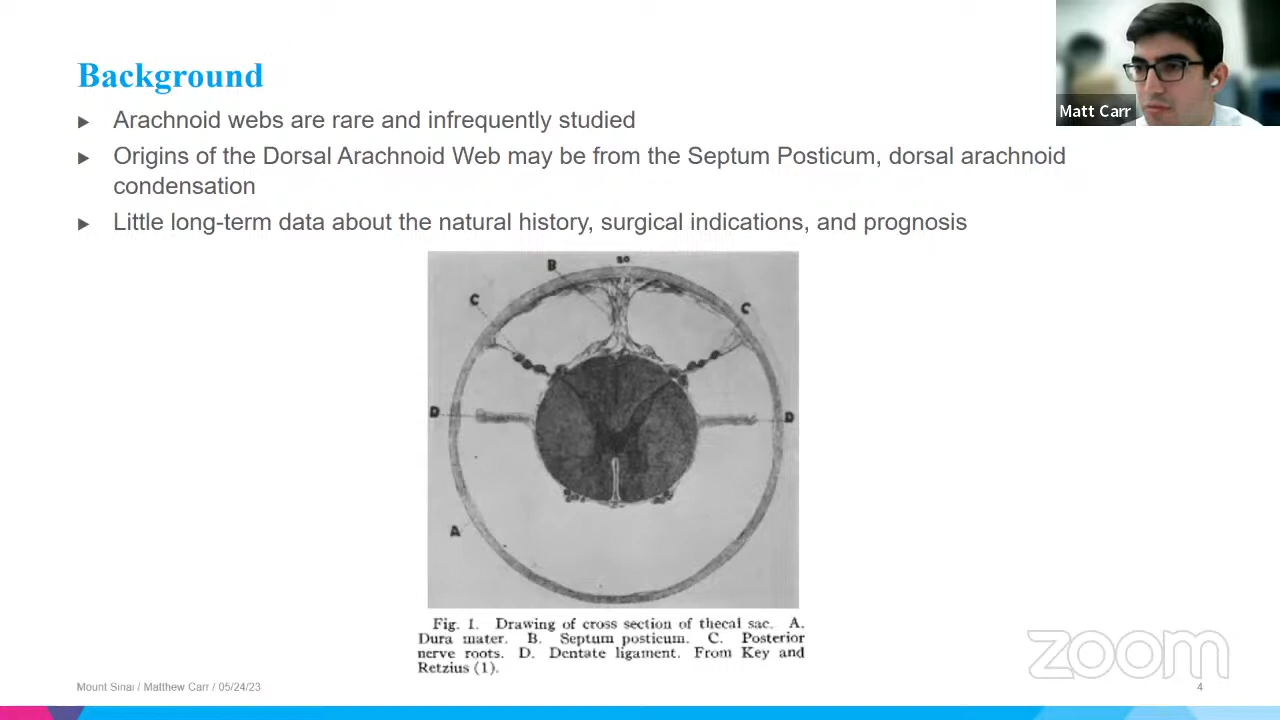 Background
Matt Carr
Arachnoid webs are rare and infrequently studied
Origins of the Dorsal Arachnoid Web may be from the Septum Posticum, dorsal arachnoid
condensation
Little long-term data about the natural history, surgical indications, and prognosis
B
C
C
D
D
A
Fig. 1. Drawing of cross section of thecal sac. A.
Dura mater. B. Septum posticum. C. Posterior
nerve roots. D. Dentate ligament. From Key and
Retzius (1).
zoom
Mount Sinai / Matthew Carr / 05/24/23
4